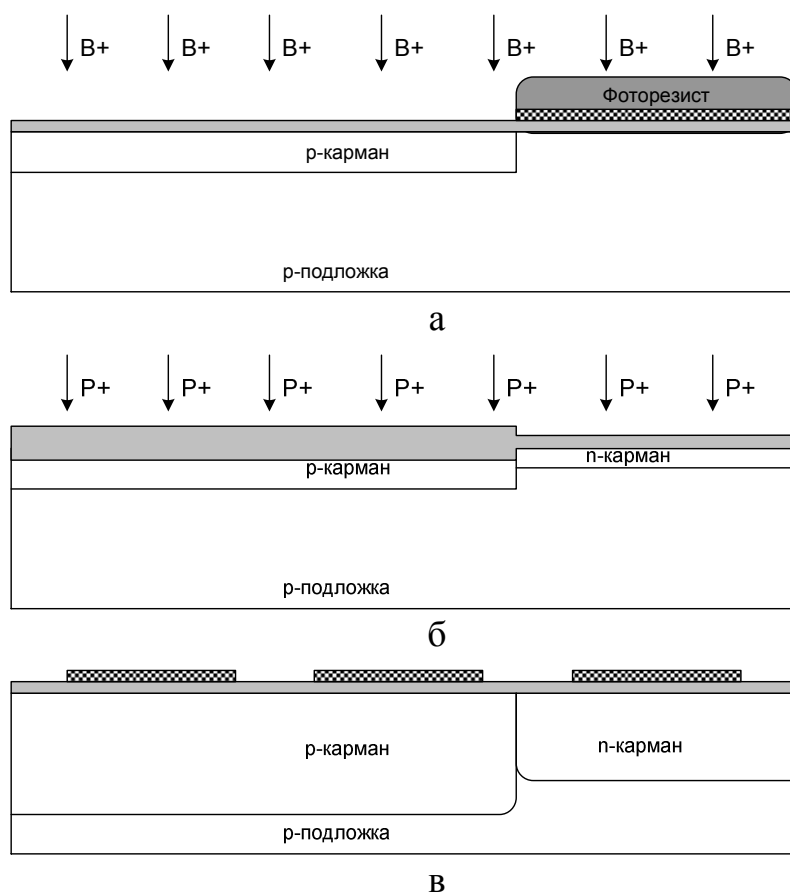 B+ B+ B+ B+ B+ B+ B+
Фоторезист
р-карман
р-подложка
а
P+ P+ P+ P+ P+ P+ P+
р-карман
n-карман
р-подложка
б
р-карман
n-карман
р-подложка
в